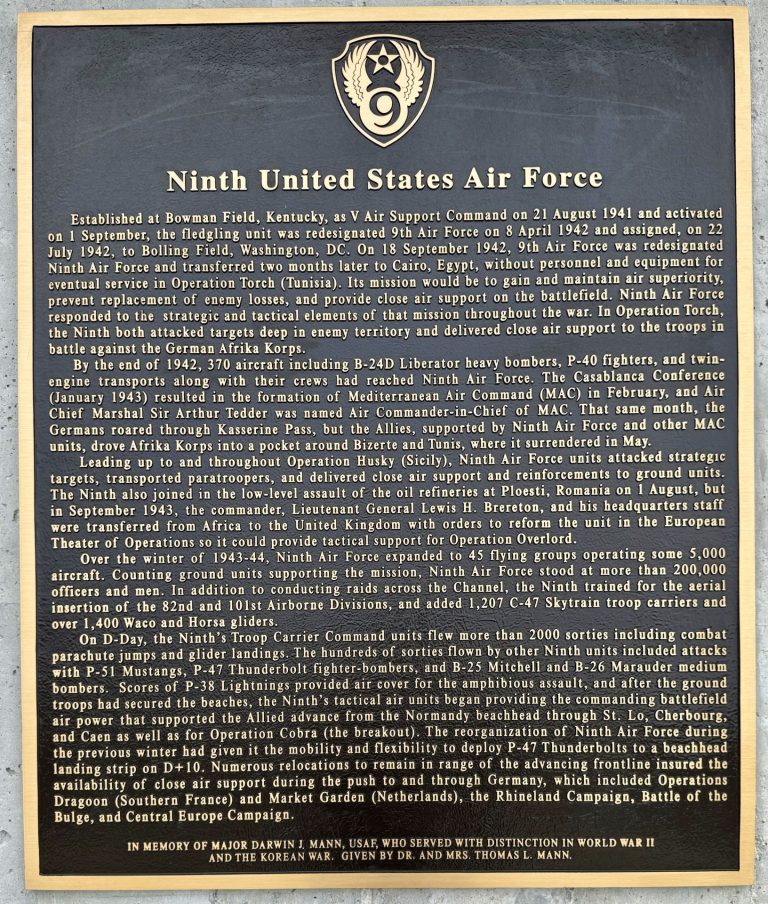 9
Ninth United States Air Force
Established at Bowman Field, Kentucky, as V Air Support Command on 21 August 1941 and activated
on 1 September, the fledgling unit was redesignated 9th Air Force on 8 April 1942 and assigned, on 22
July 1942, to Bolling Field, Washington, DC. On 18 September 1942, 9th Air Force was redesignated
Ninth Air Force and transferred two months later to Cairo, Egypt, without personnel and equipment for
eventual service in Operation Torch (Tunisia). Its mission would be to gain and maintain air superiority,
prevent replacement of enemy losses, and provide close air support on the battlefield. Ninth Air Force
responded to the strategic and tactical elements of that mission throughout the war. In Operation Torch,
the Ninth both attacked targets deep in enemy territory and delivered close air support to the troops in
battle against the German Afrika Korps.
By the end of 1942, 370 aircraft including B-24D Liberator heavy bombers, P-40 fighters, and twin-
engine transports along with their crews had reached Ninth Air Force. The Casablanca Conference
(January 1943) resulted in the formation of Mediterranean Air Command (MAC) in February, and Air
Chief Marshal Sir Arthur Tedder was named Air Commander-in-Chief of MAC. That same month, the
Germans roared through Kasserine Pass, but the Allies, supported by Ninth Air Force and other MAC
units, drove Afrika Korps into a pocket around Bizerte and Tunis, where it surrendered in May.
Leading up to and throughout Operation Husky (Sicily), Ninth Air Force units attacked strategic
targets, transported paratroopers, and delivered close air support and reinforcements to ground units.
The Ninth also joined in the low-level assault of the oil refineries at Ploesti, Romania on 1 August, but
in September 1943, the commander, Lieutenant General Lewis H. Brereton, and his headquarters staff
were transferred from Africa to the United Kingdom with orders to reform the unit in the European
Theater of Operations so it could provide tactical support for Operation Overlord.
Over the winter of 1943-44, Ninth Air Force expanded to 45 flying groups operating some 5,000
aircraft. Counting ground units supporting the mission, Ninth Air Force stood at more than 200,000
officers and men. In addition to conducting raids across the Channel, the Ninth trained for the aerial
insertion of the 82nd and 101st Airborne Divisions, and added 1,207 C-47 Skytrain troop carriers and
over 1,400 Waco and Horsa gliders.
On D-Day, the Ninth's Troop Carrier Command units flew more than 2000 sorties including combat
parachute jumps and glider landings. The hundreds of sorties flown by other Ninth units included attacks
with P-51 Mustangs, P-47 Thunderbolt fighter-bombers, and B-25 Mitchell and B-26 Marauder medium
bombers. Scores of P-38 Lightnings provided air cover for the amphibious assault, and after the ground
troops had secured the beaches, the Ninth's tactical air units began providing the commanding battlefield
air power that supported the Allied advance from the Normandy beachhead through St. Lo, Cherbourg,
and Caen as well as for Operation Cobra (the breakout). The reorganization of Ninth Air Force during
the previous winter had given it the mobility and flexibility to deploy P-47 Thunderbolts to a beachhead
landing strip on D+10. Numerous relocations to remain in range of the advancing frontline insured the
availability of close air support during the push to and through Germany, which included Operations
Dragoon (Southern France) and Market Garden (Netherlands), the Rhineland Campaign, Battle of the
Bulge, and Central Europe Campaign.
IN MEMORY OF MAJOR DARWIN J. MANN, USAF, WHO SERVED WITH DISTINCTION IN WORLD WAR II
AND THE KOREAN WAR. GIVEN BY DR. AND MRS. THOMAS L. MANN.